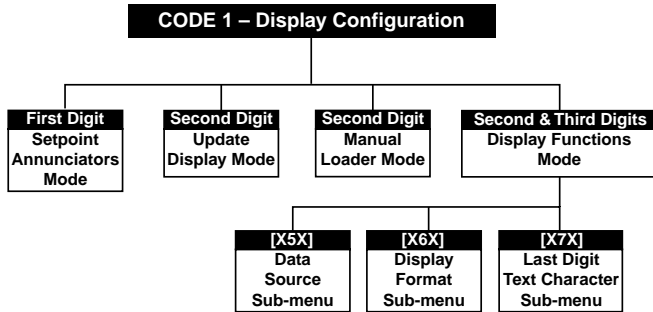 CODE 1 – Display Configuration
First Digit
Setpoint
Annunciators
Mode
Second Digit
Update
Display Mode
Second Digit
Manual
Loader Mode
Second & Third Digits
Display Functions
Mode
[X5X]
Data
Source
Sub-menu
[X6X]
Display
Format
Sub-menu
[X7X]
Last Digit
Text Character
Sub-menu